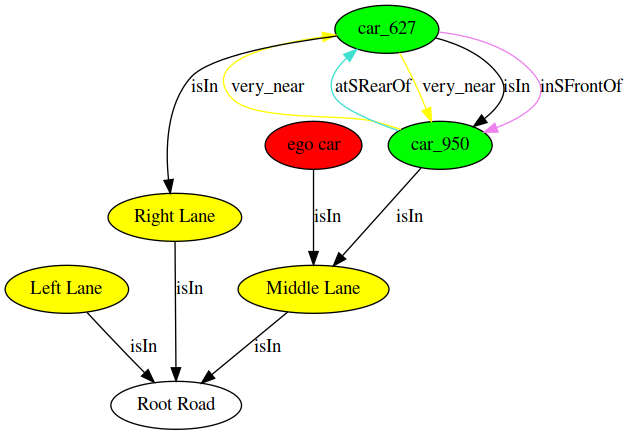 car_627
isIn
very_near
atSRearOf
very_near
isIn
inSFrontOf
ego car
car_950
Right Lane
isIn
isIn
Left Lane
isIn
Middle Lane
isIn
isIn
Root Road